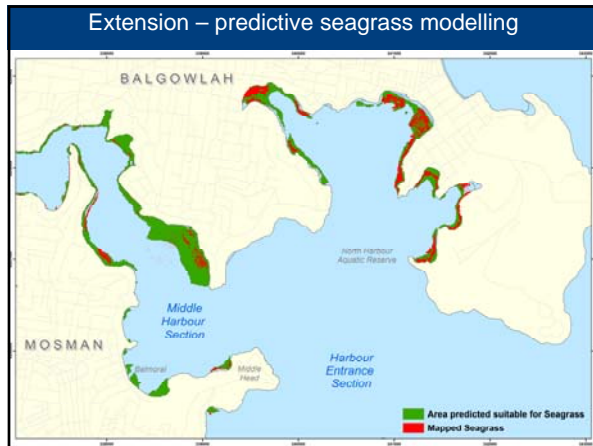 Extension – predictive seagrass modelling
BALGOWLAH
North Harbour
Aquatic Reserve
Middle
Harbour
Section
MOSMAN
Balmoral
Middle
Head
Harbour
Entrance
Section
Area predicted suitable for Seagrass
Mapped Seagrass